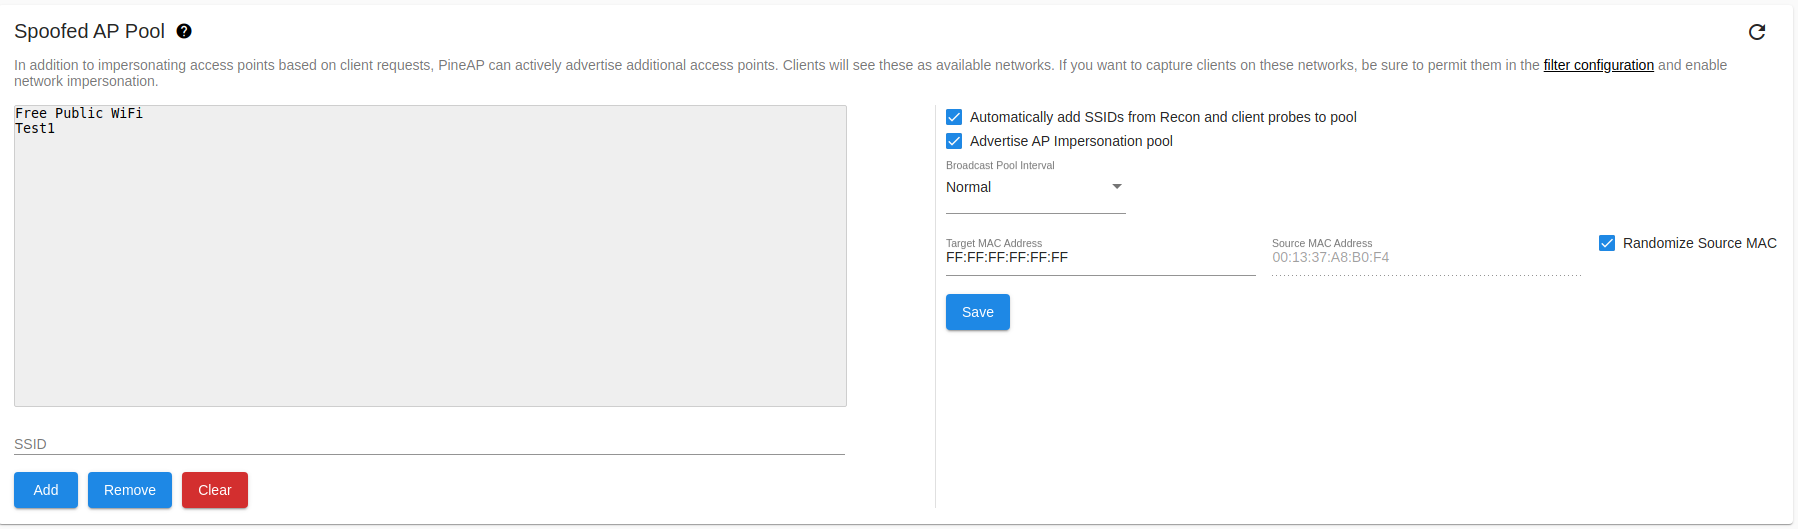 Spoofed AP Pool
In addition to impersonating access points based on client requests, PineAP can actively advertise additional access points. Clients will see these as available networks. If you want to capture clients on these networks, be sure to permit them in the filter configuration and enable
network impersonation.
Free Public WiFi
Test1
SSID
Add Remove Clear
Automatically add SSIDs from Recon and client probes to pool
Advertise AP Impersonation pool
Broadcast Pool Interval
Normal
Target MAC Address
FF:FF:FF:FF:FF:FF
Source MAC Address
00:13:37:A8:B0:F4
Randomize Source MAC
Save